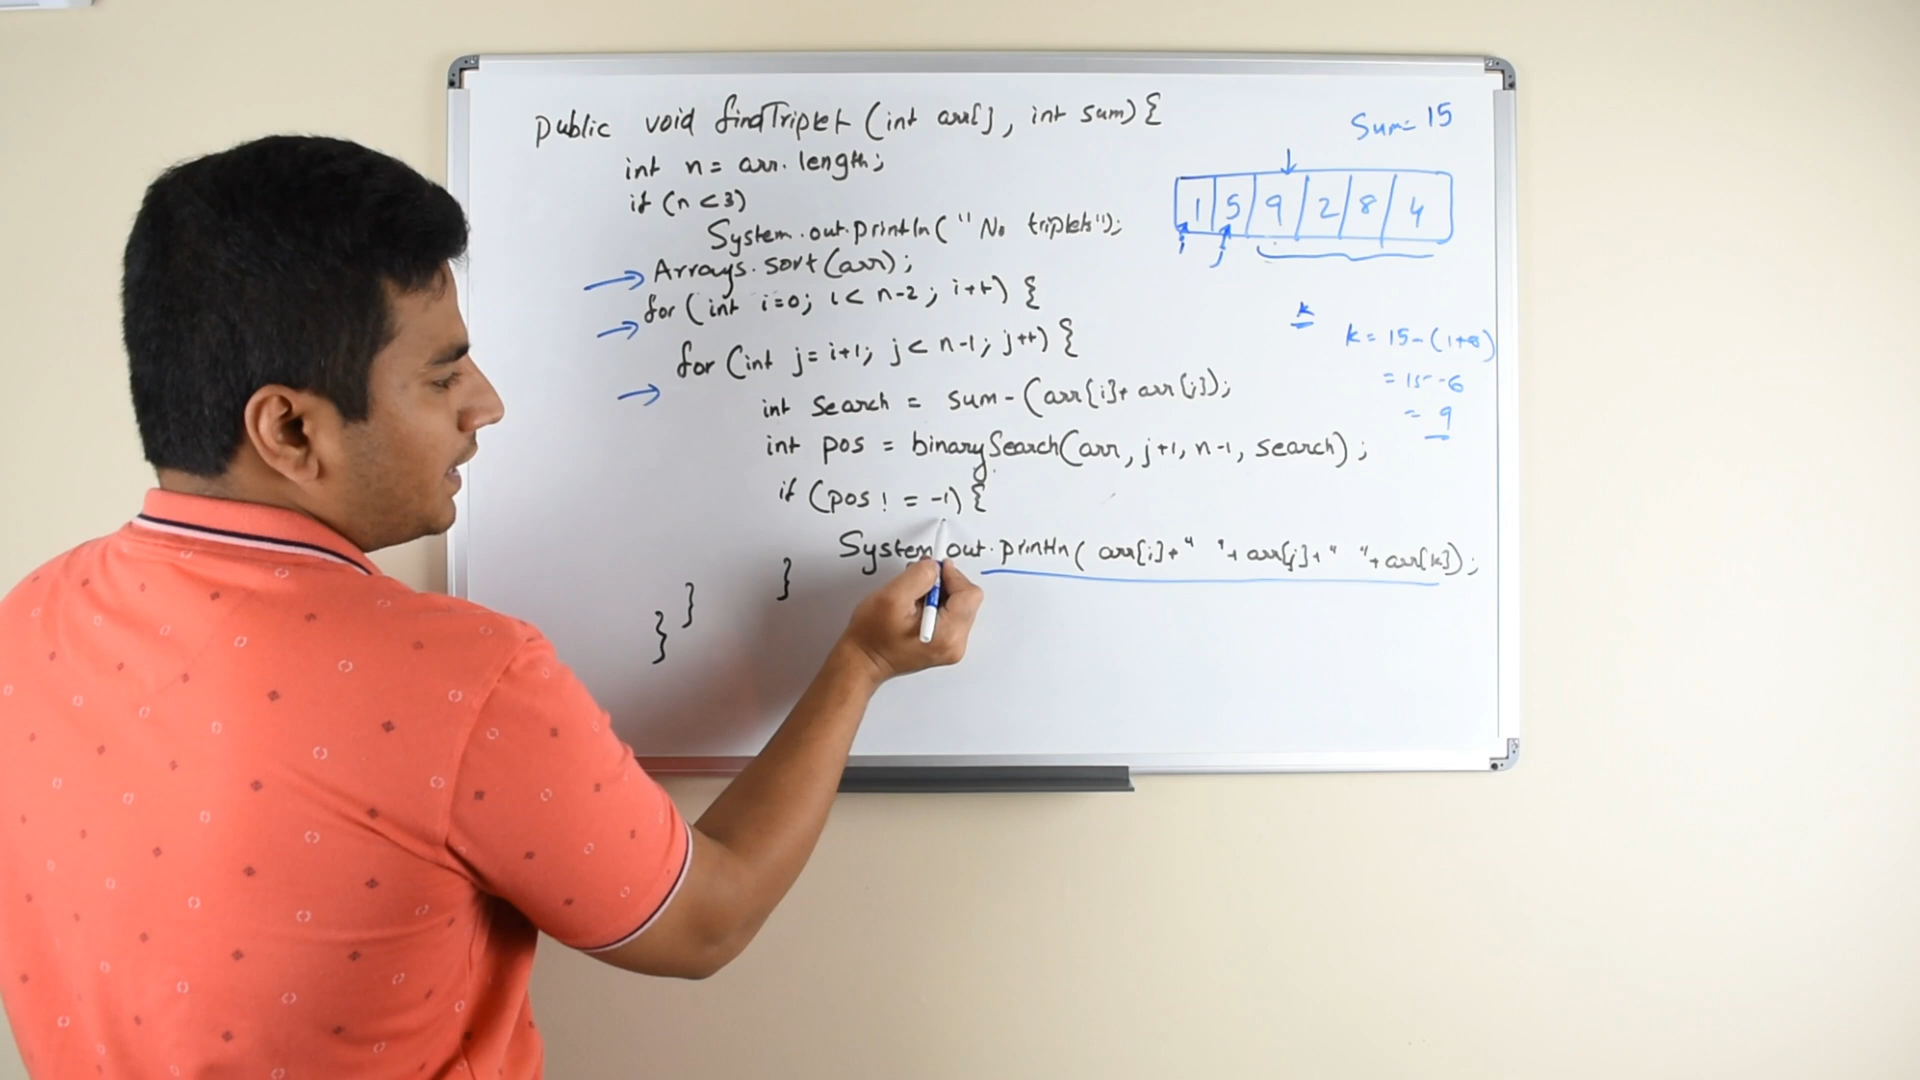 public void findTriplet (int arr[], int sum) {
int n = arr.length;
if (n <3)
System.out.println( "No triplets");
Arrays.sort(arr);
for (int i=0; i< n-2; i++) {
for (int j= i+1; j< n-1; j++) {
int search = sum-(arr[i]+ arr[j]);
int pos = binarySearch(arr, j+1, n-1, search);
if (pos ! = -1) {
System.out.println( arr[i]+" "+ arr[j]+" "+arr[k]);
}
}
}
Sum= 15
1 5 9 2 8 4
i j
k
k = 15-(1+
= 15-6
= 9